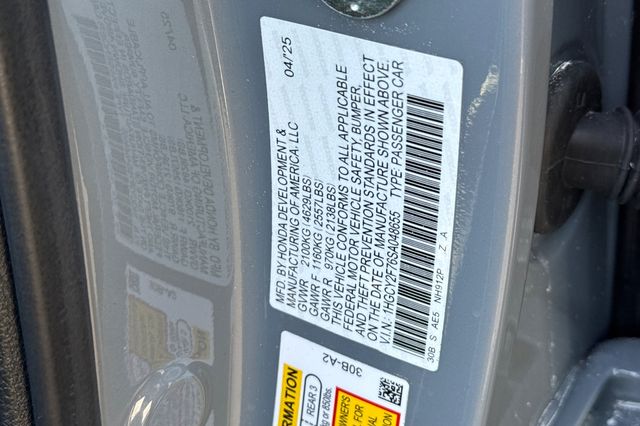 04/25
MFD. BY HONDA DEVELOPMENT &
MANUFACTURING OF AMERICA, LLC
GVWR 2100KG(4629LBS)
GAWR F 1160KG(2557LBS)
GAWR R 970KG(2138LBS)
THIS VEHICLE CONFORMS TO ALL APPLICABLE
FEDERAL MOTOR VEHICLE SAFETY, BUMPER,
AND THEFT PREVENTION STANDARDS IN EFFECT
ON THE DATE OF MANUFACTURE SHOWN ABOVE.
V.I.N.: 1HGCY2F76SA048655 TYPE:PASSENGER CAR
30B S AE5 NH912P Z A
30B-A2
REAR 3